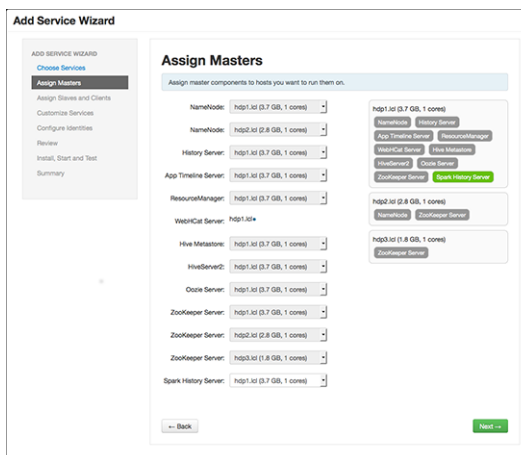 Add Service Wizard
ADD SERVICE WIZARD
Choose Services
Assign Masters
Assign Slaves and Clients
Customize Services
Configure Identities
Review
Install, Start and Test
Summary
Assign Masters
Assign master components to hosts you want to run them on.
NameNode: hdp1.lcl (3.7 GB, 1 cores)
NameNode: hdp2.lcl (2.8 GB, 1 cores)
History Server: hdp1.lcl (3.7 GB, 1 cores)
App Timeline Server: hdp1.lcl (3.7 GB, 1 cores)
ResourceManager: hdp1.lcl (3.7 GB, 1 cores)
WebHCat Server: hdp1.lcl
Hive Metastore: hdp1.lcl (3.7 GB, 1 cores)
HiveServer2: hdp1.lcl (3.7 GB, 1 cores)
Oozie Server: hdp1.lcl (3.7 GB, 1 cores)
ZooKeeper Server: hdp1.lcl (3.7 GB, 1 cores)
ZooKeeper Server: hdp2.lcl (2.8 GB, 1 cores)
ZooKeeper Server: hdp3.lcl (1.8 GB, 1 cores)
Spark History Server: hdp1.lcl (3.7 GB, 1 cores)
hdp1.lcl (3.7 GB, 1 cores)
NameNode History Server
App Timeline Server ResourceManager
WebHCat Server Hive Metastore
HiveServer2 Oozie Server
ZooKeeper Server Spark History Server
hdp2.lcl (2.8 GB, 1 cores)
NameNode ZooKeeper Server
hdp3.lcl (1.8 GB, 1 cores)
ZooKeeper Server
← Back
Next →